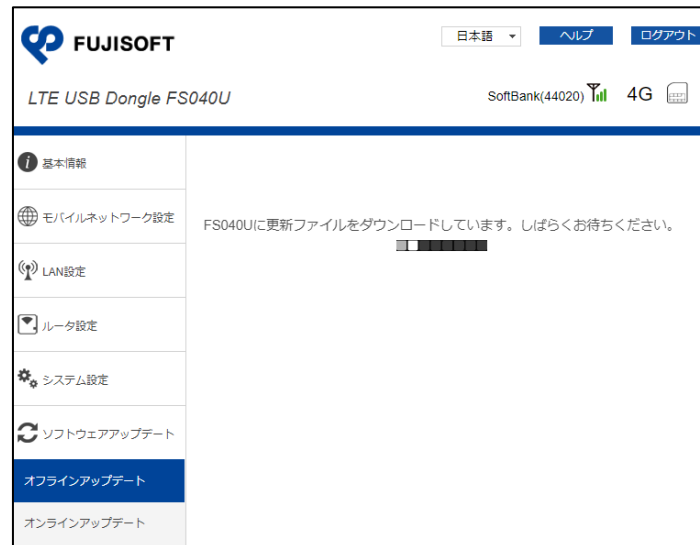 FUJISOFT
日本語
ヘルプ
ログアウト
LTE USB Dongle FS040U
SoftBank(44020)
4G
基本情報
モバイルネットワーク設定
FS040Uに更新ファイルをダウンロードしています。しばらくお待ちください。
LAN設定
ルータ設定
システム設定
ソフトウェアアップデート
オフラインアップデート
オンラインアップデート